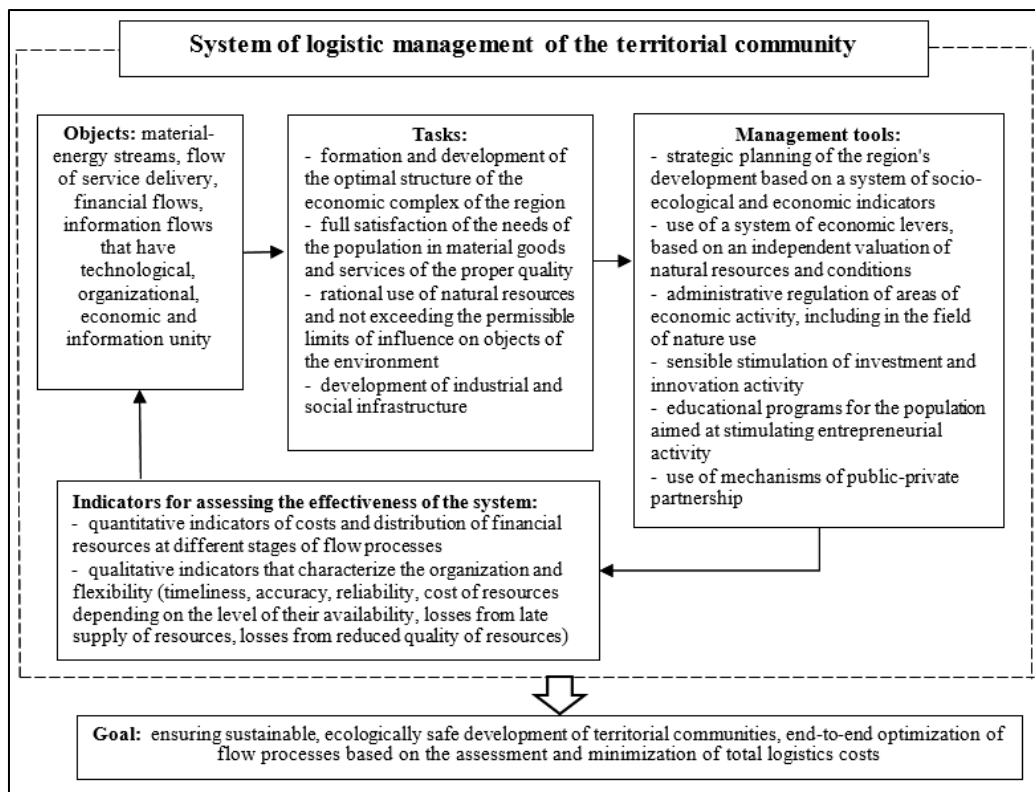 System of logistic management of the territorial community
Objects: material-
energy streams, flow
of service delivery,
financial flows,
information flows
that have
technological,
organizational,
economic and
information unity
Tasks:
- formation and development of
the optimal structure of the
economic complex of the region
- full satisfaction of the needs of
the population in material goods
and services of the proper quality
- rational use of natural resources
and not exceeding the permissible
limits of influence on objects of
the environment
- development of industrial and
social infrastructure
Management tools:
- strategic planning of the region's
development based on a system of socio-
ecological and economic indicators
- use of a system of economic levers,
based on an independent valuation of
natural resources and conditions
- administrative regulation of areas of
economic activity, including in the field
of nature use
- sensible stimulation of investment and
innovation activity
- educational programs for the population
aimed at stimulating entrepreneurial
activity
- use of mechanisms of public-private
partnership
Indicators for assessing the effectiveness of the system:
- quantitative indicators of costs and distribution of financial
resources at different stages of flow processes
- qualitative indicators that characterize the organization and
flexibility (timeliness, accuracy, reliability, cost of resources
depending on the level of their availability, losses from late
supply of resources, losses from reduced quality of resources)
Goal: ensuring sustainable, ecologically safe development of territorial communities, end-to-end optimization of
flow processes based on the assessment and minimization of total logistics costs